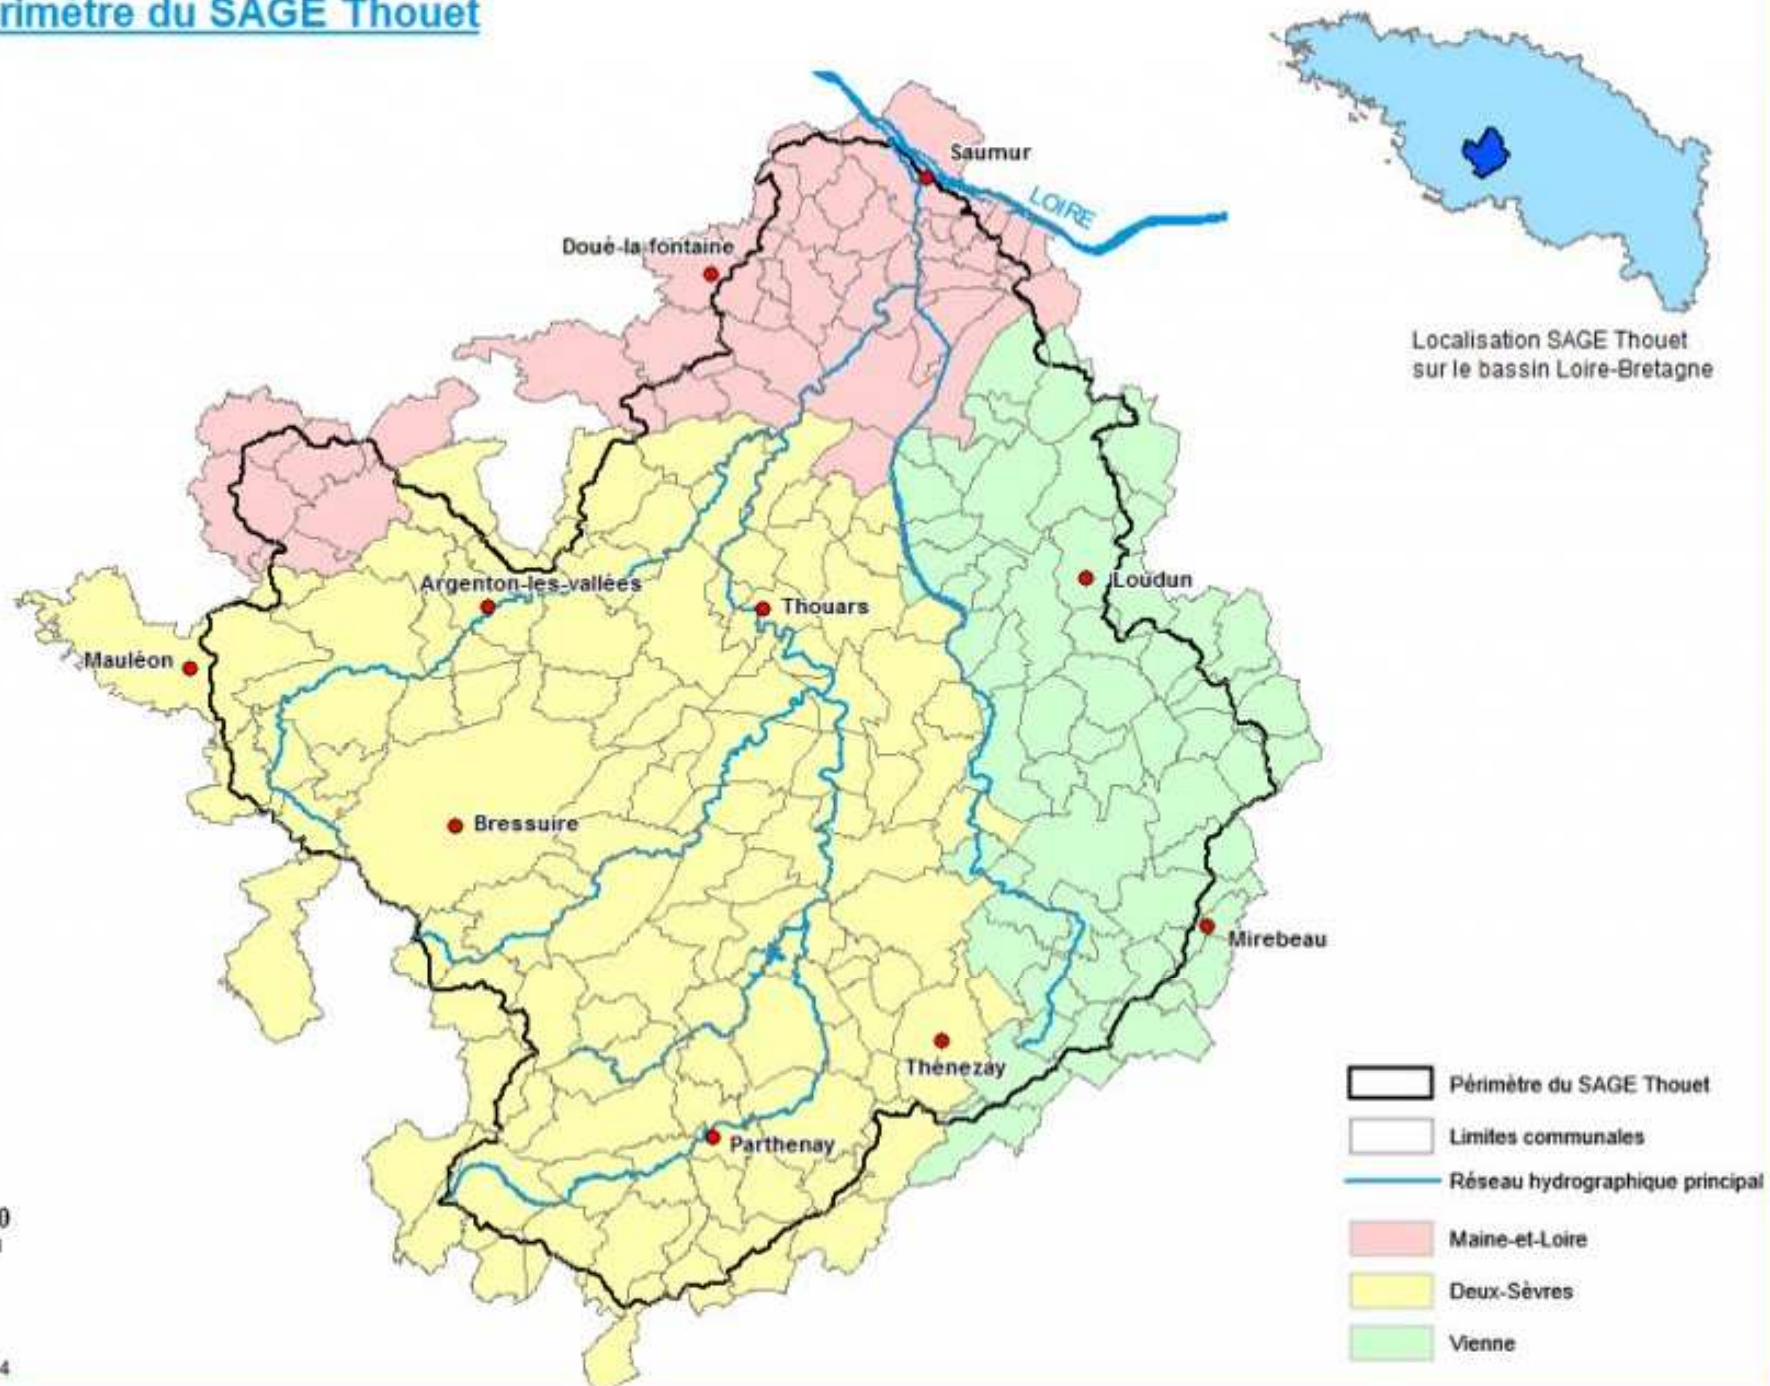 rimètre du SAGE Thouet
Saumur
LOIRE
Doué-la-fontaine
Localisation SAGE Thouet
sur le bassin Loire-Bretagne
Argenton-les-vallées
Thouars
Loudun
Mauléon
Bressuire
Mirebeau
Thénezay
Parthenay
Périmètre du SAGE Thouet
Limites communales
Réseau hydrographique principal
Maine-et-Loire
Deux-Sèvres
Vienne
0
4